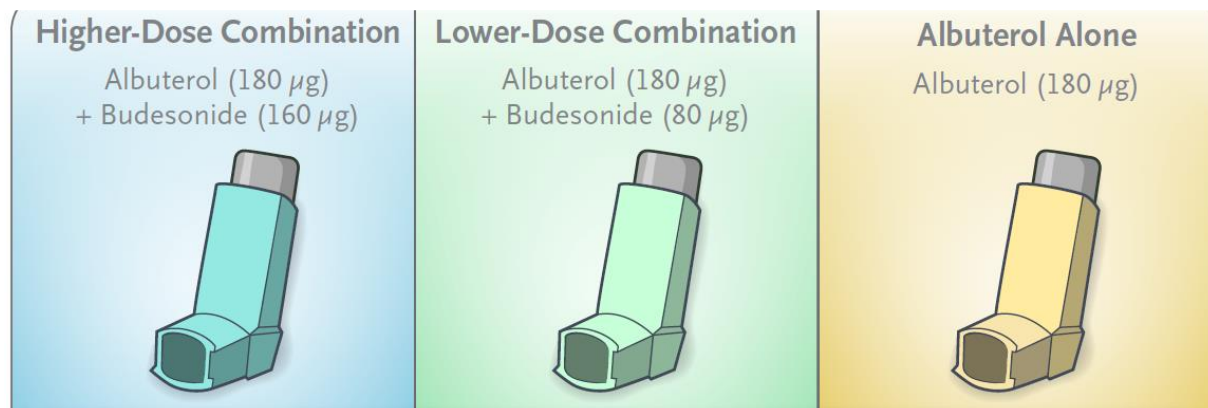 Higher-Dose Combination
Albuterol (180 μg)
+ Budesonide (160 μg)
Lower-Dose Combination
Albuterol (180 μg)
+ Budesonide (80 μg)
Albuterol Alone
Albuterol (180 μg)